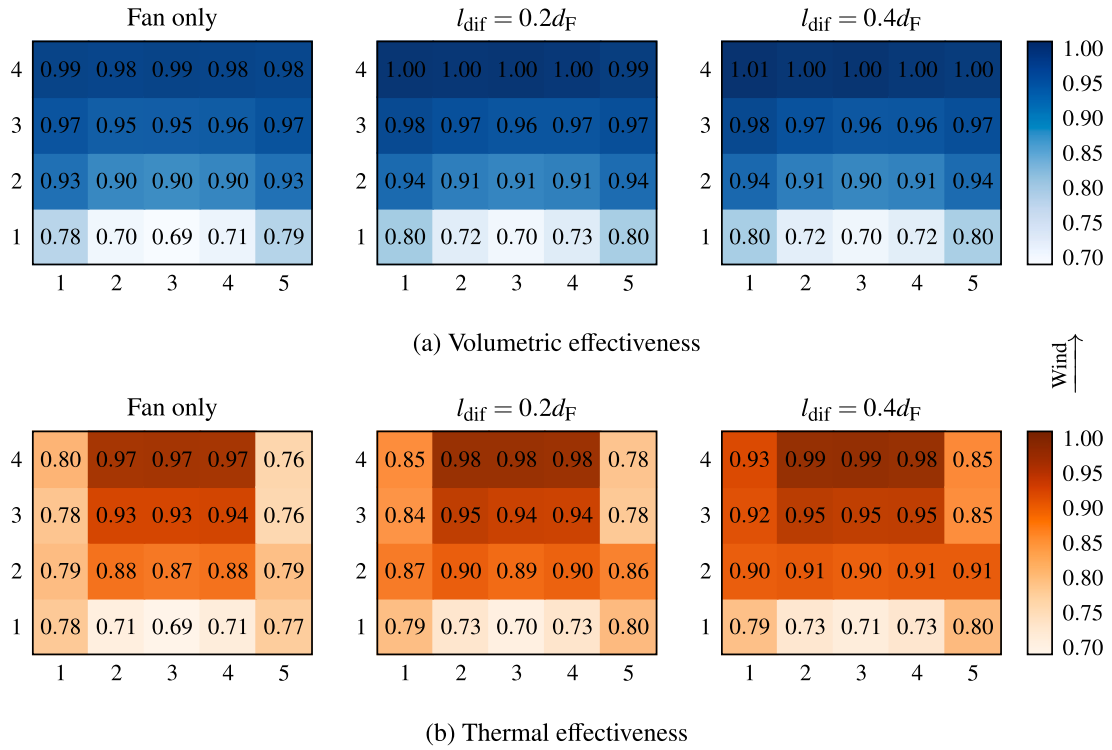 Fan only l_dif = 0.2d_F l_dif = 0.4d_F
4 0.99 0.98 0.99 0.98 0.98 1.00 1.00 1.00 1.00 0.99 1.01 1.00 1.00 1.00 1.00 1.00
0.95
3 0.97 0.95 0.95 0.96 0.97 0.98 0.97 0.96 0.97 0.97 0.98 0.97 0.96 0.96 0.97 0.90
0.85
2 0.93 0.90 0.90 0.90 0.93 0.94 0.91 0.91 0.91 0.94 0.94 0.91 0.90 0.91 0.94 0.80
0.75
1 0.78 0.70 0.69 0.71 0.79 0.80 0.72 0.70 0.73 0.80 0.80 0.72 0.70 0.72 0.80 0.70
1 2 3 4 5 1 2 3 4 5 1 2 3 4 5
(a) Volumetric effectiveness
Wind
Fan only l_dif = 0.2d_F l_dif = 0.4d_F
4 0.80 0.97 0.97 0.97 0.76 0.85 0.98 0.98 0.98 0.78 0.93 0.99 0.99 0.98 0.85 1.00
0.95
3 0.78 0.93 0.93 0.94 0.76 0.84 0.95 0.94 0.94 0.78 0.92 0.95 0.95 0.95 0.85 0.90
0.85
2 0.79 0.88 0.87 0.88 0.79 0.87 0.90 0.89 0.90 0.86 0.90 0.91 0.90 0.91 0.91 0.80
0.75
1 0.78 0.71 0.69 0.71 0.77 0.79 0.73 0.70 0.73 0.80 0.79 0.73 0.71 0.73 0.80 0.70
1 2 3 4 5 1 2 3 4 5 1 2 3 4 5
(b) Thermal effectiveness